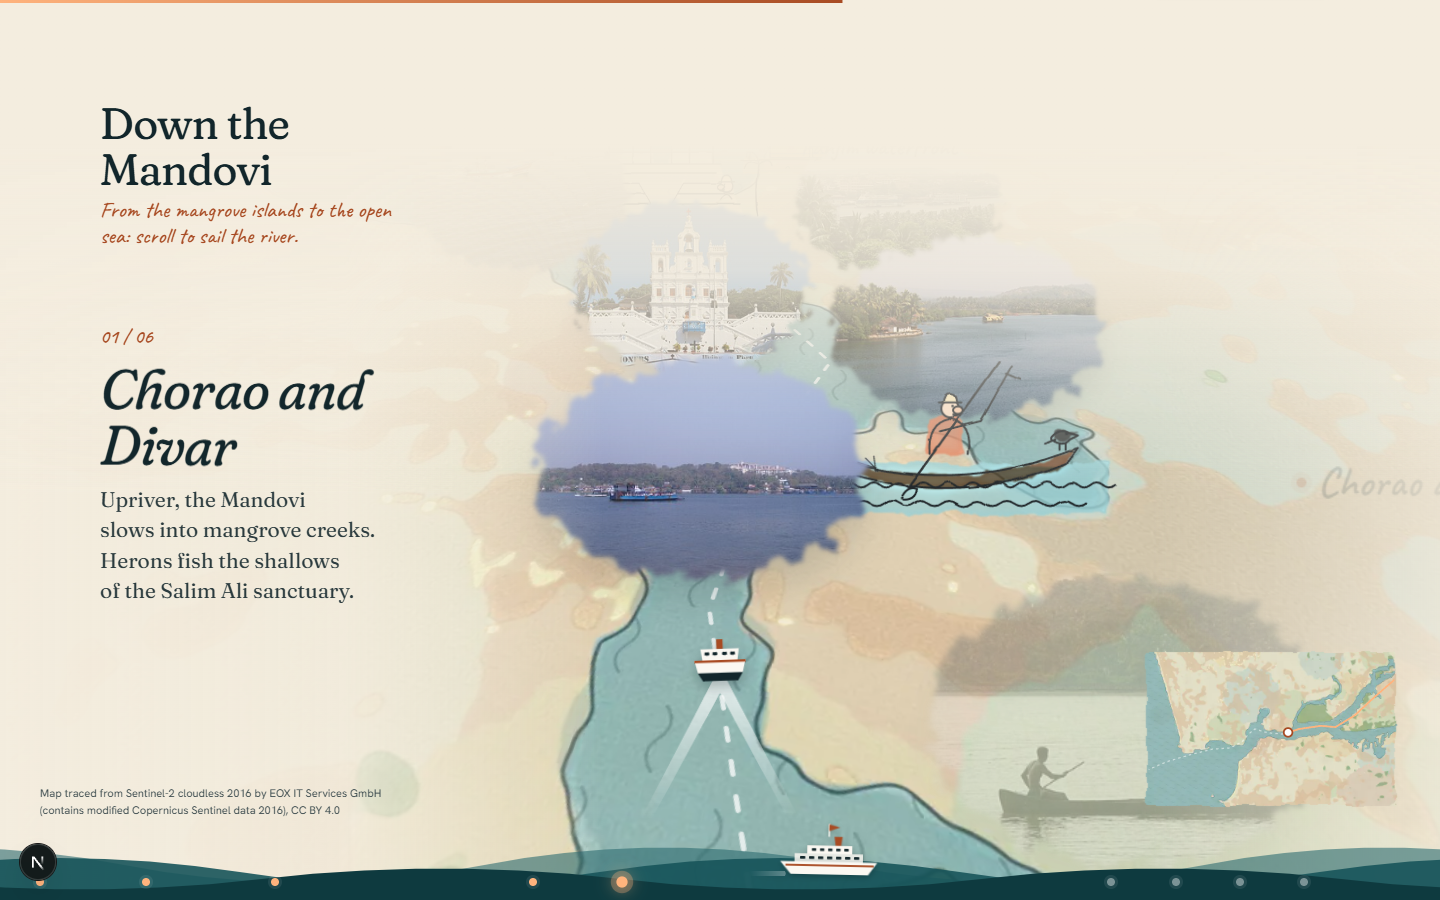 Down the
Mandovi
From the mangrove islands to the open
sea: scroll to sail the river.
01 / 06
Chorao and
Divar
Upriver, the Mandovi
slows into mangrove creeks.
Herons fish the shallows
of the Salim Ali sanctuary.
Chorao
Map traced from Sentinel-2 cloudless 2016 by EOX IT Services GmbH
(contains modified Copernicus Sentinel data 2016), CC BY 4.0
N